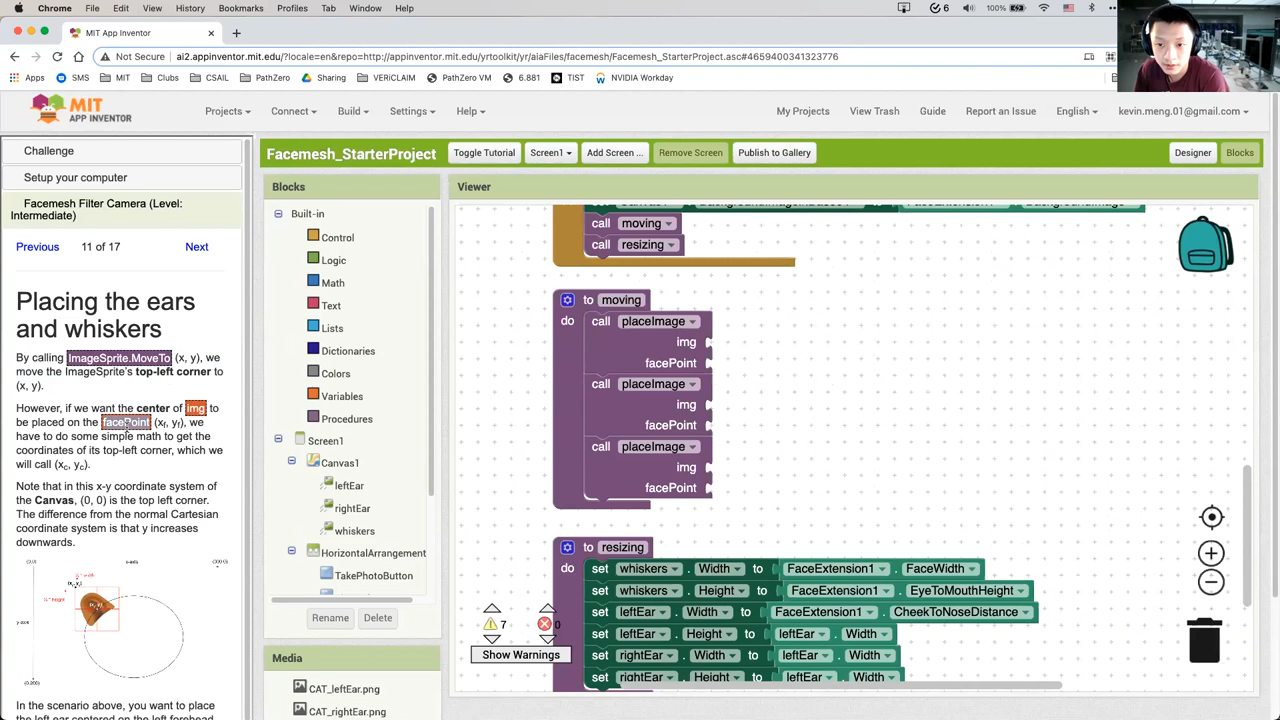 Chrome File Edit View History Bookmarks Profiles Tab Window Help 6 100%
MIT App Inventor
Not Secure ai2.appinventor.mit.edu/?locale=en&repo=http://appinventor.mit.edu/yrtoolkit/yr/aiaFiles/facemesh/Facemesh_StarterProject.asc#4659400341323776
Apps SMS MIT Clubs CSAIL PathZero Sharing VERICLAIM PathZero VM 6.881 TIST NVIDIA Workday
MIT APP INVENTOR Projects Connect Build Settings Help My Projects View Trash Guide Report an Issue English kevin.meng.01@gmail.com
Challenge
Setup your computer
Facemesh Filter Camera (Level: Intermediate)
Previous 11 of 17 Next
Placing the ears
and whiskers
By calling ImageSprite.MoveTo (x, y), we
move the ImageSprite's top-left corner to
(x, y).
However, if we want the center of img to
be placed on the facePoint (xf, yf), we
have to do some simple math to get the
coordinates of its top-left corner, which we
will call (xc, yc).
Note that in this x-y coordinate system of
the Canvas, (0, 0) is the top left corner.
The difference from the normal Cartesian
coordinate system is that y increases
downwards.
x-axis
y-axis
In the scenario above, you want to place
the left ear centered on the left forehead
Facemesh_StarterProject Toggle Tutorial Screen1 Add Screen ... Remove Screen Publish to Gallery Designer Blocks
Blocks
Built-in
Control
Logic
Math
Text
Lists
Dictionaries
Colors
Variables
Procedures
Screen1
Canvas1
leftEar
rightEar
whiskers
HorizontalArrangement
TakePhotoButton
Rename Delete
Media
CAT_leftEar.png
CAT_rightEar.png
Viewer
call moving
call resizing
to moving
do call placeImage
img
facePoint
call placeImage
img
facePoint
call placeImage
img
facePoint
to resizing
do set whiskers . Width to FaceExtension1 . FaceWidth
set whiskers . Height to FaceExtension1 . EyeToMouthHeight
set leftEar . Width to FaceExtension1 . CheekToNoseDistance
set leftEar . Height to leftEar . Width
set rightEar . Width to leftEar . Width
set rightEar . Height to leftEar . Width
7 0
Show Warnings